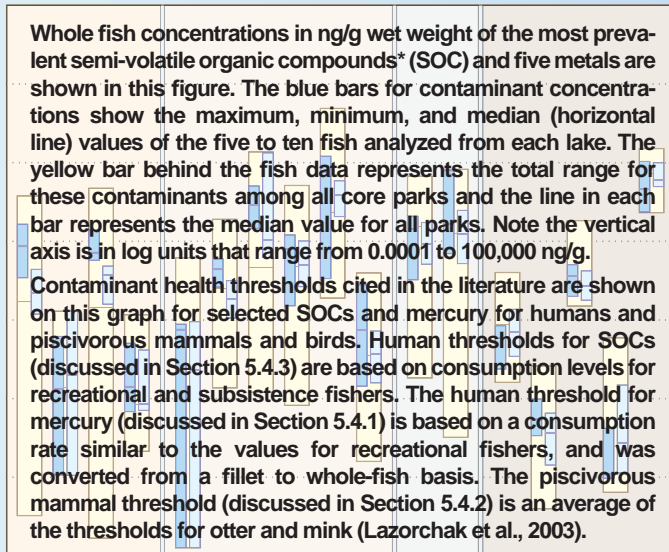 Whole fish concentrations in ng/g wet weight of the most preva-
lent semi-volatile organic compounds* (SOC) and five metals are
shown in this figure. The blue bars for contaminant concentra-
tions show the maximum, minimum, and median (horizontal
line) values of the five to ten fish analyzed from each lake. The
yellow bar behind the fish data represents the total range for
these contaminants among all core parks and the line in each
bar represents the median value for all parks. Note the vertical
axis is in log units that range from 0.0001 to 100,000 ng/g.
Contaminant health thresholds cited in the literature are shown
on this graph for selected SOCs and mercury for humans and
piscivorous mammals and birds. Human thresholds for SOCs
(discussed in Section 5.4.3) are based on consumption levels for
recreational and subsistence fishers. The human threshold for
mercury (discussed in Section 5.4.1) is based on a consumption
rate similar to the values for recreational fishers, and was
converted from a fillet to whole-fish basis. The piscivorous
mammal threshold (discussed in Section 5.4.2) is an average of
the thresholds for otter and mink (Lazorchak et al., 2003).